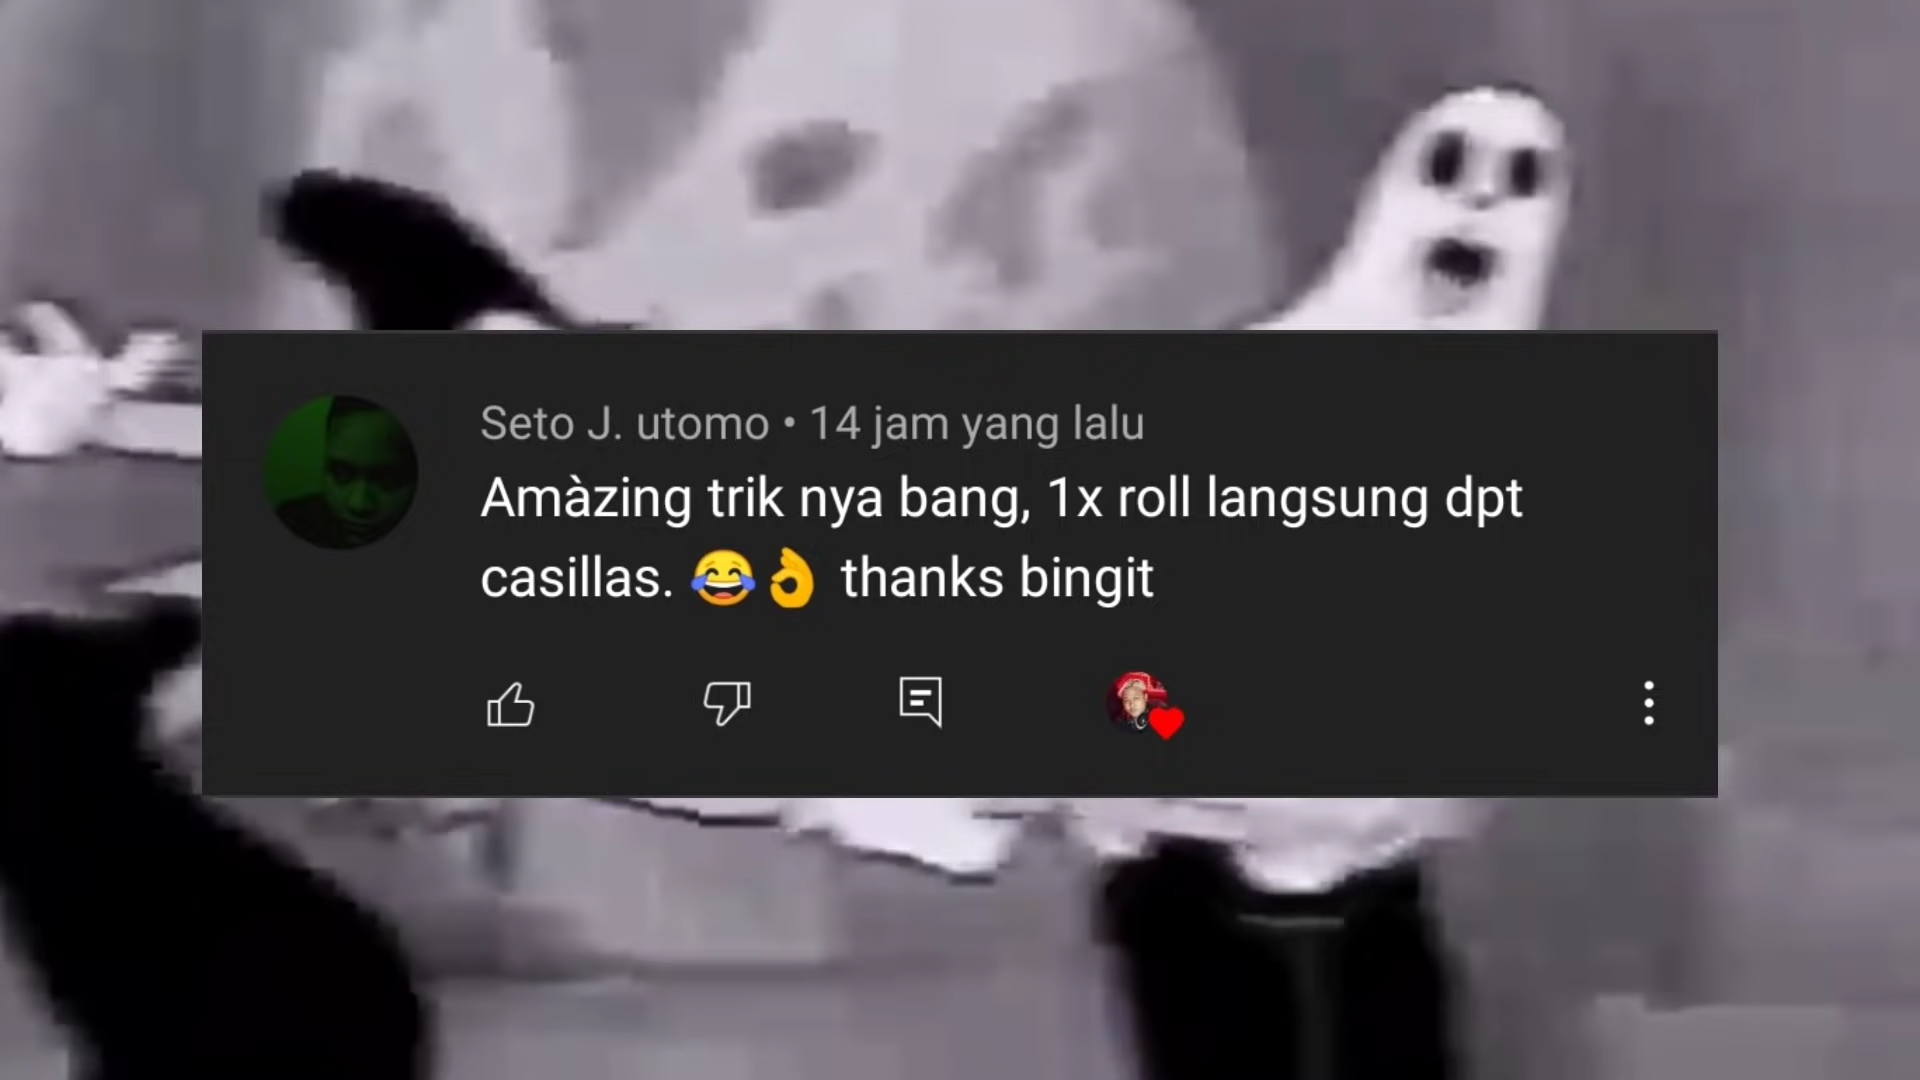 Seto J. utomo • 14 jam yang lalu
Amàzing trik nya bang, 1x roll langsung dpt
casillas. 😂👌 thanks bingit